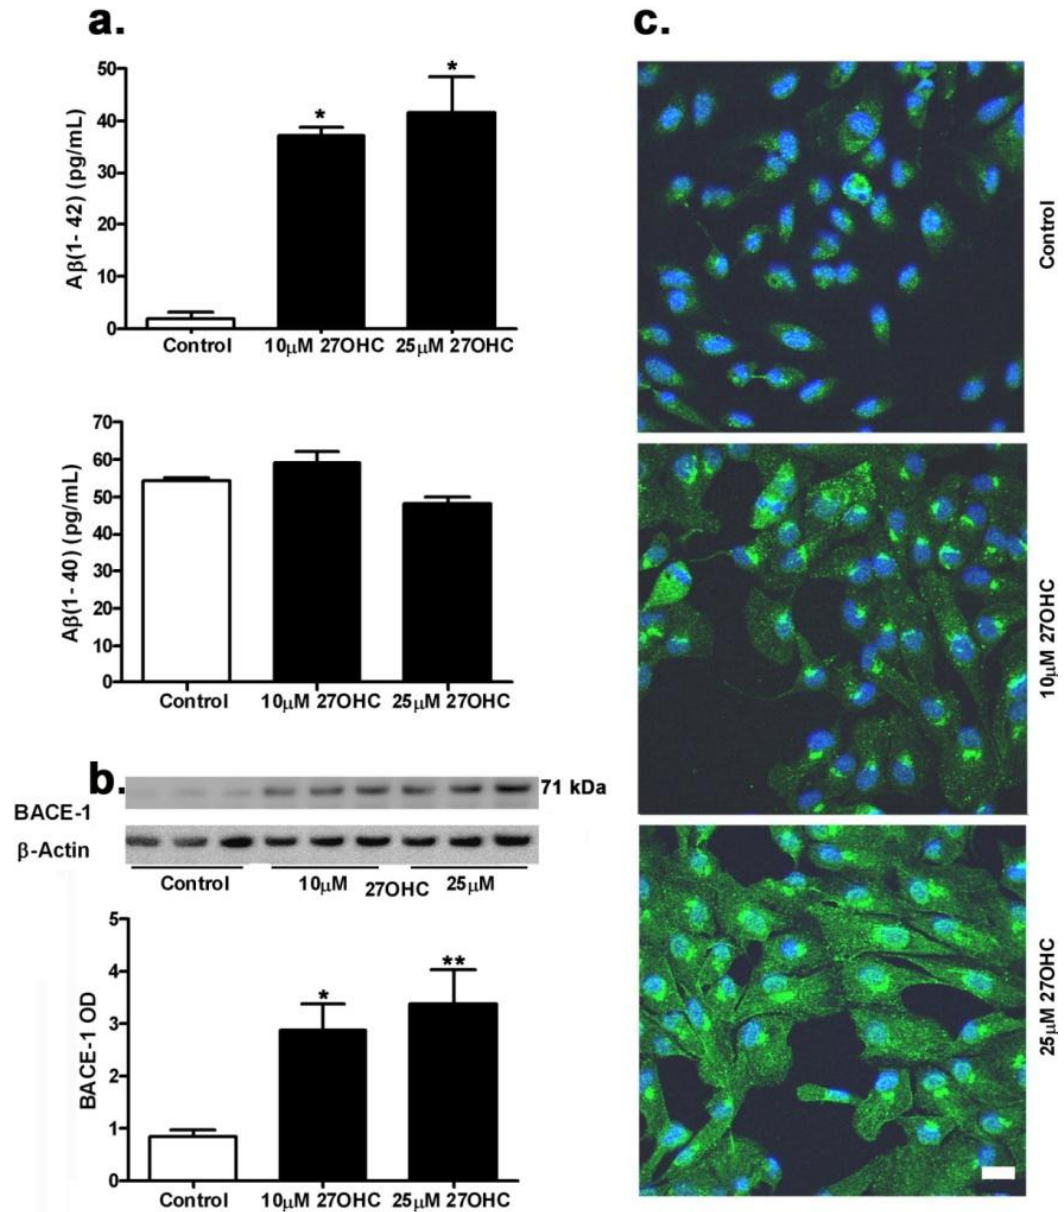 a.
50
40
30
20
10
0
Aβ(1- 42) (pg/mL)
*
*
Control
10μM 27OHC
25μM 27OHC
70
60
50
40
30
20
10
0
Aβ(1- 40) (pg/mL)
Control
10μM 27OHC
25μM 27OHC
b.
BACE-1
71 kDa
β-Actin
Control
10μM
27OHC
25μM
5
4
3
2
1
0
BACE-1 OD
*
**
Control
10μM 27OHC
25μM 27OHC
c.
Control
10μM 27OHC
25μM 27OHC